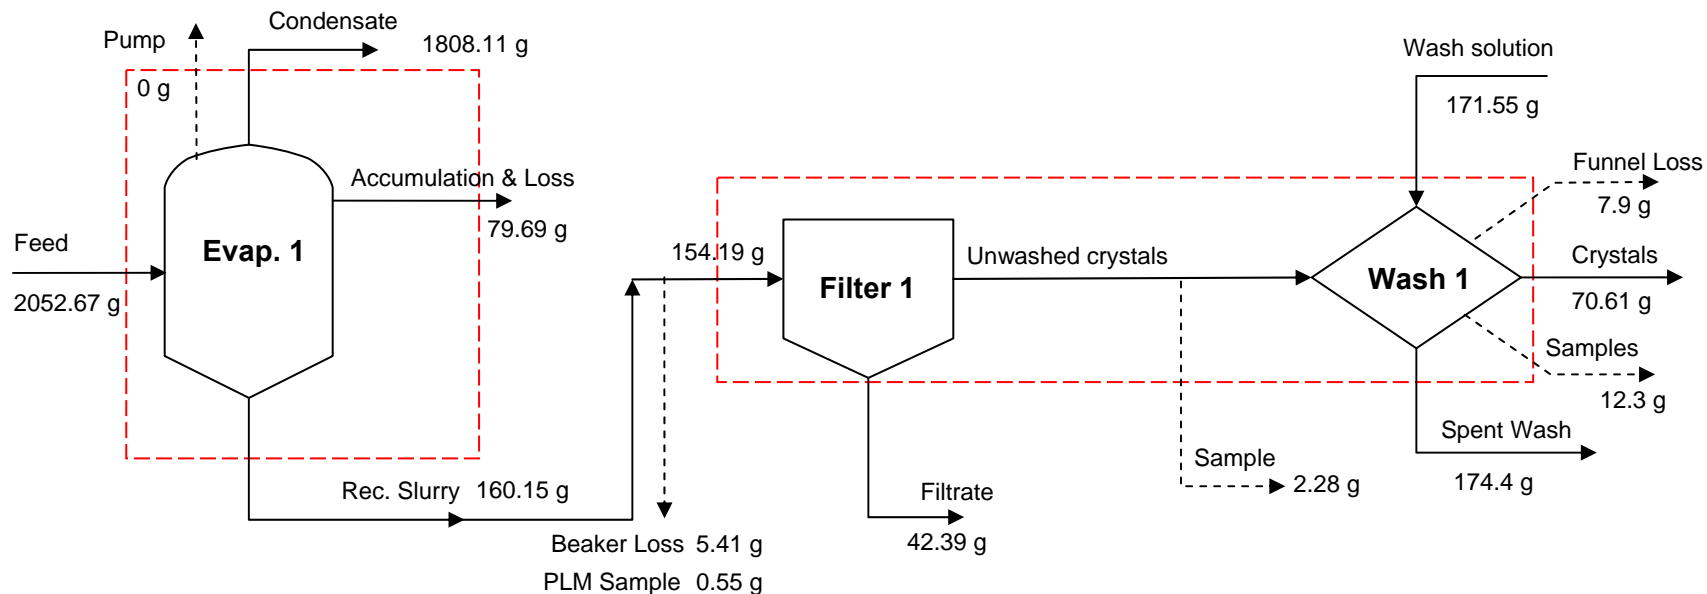 Condensate
1808.11 g
Pump
0 g
Wash solution
171.55 g
Accumulation & Loss
79.69 g
Funnel Loss
7.9 g
Feed
2052.67 g
Evap. 1
154.19 g
Filter 1
Unwashed crystals
Wash 1
Crystals
70.61 g
Samples
12.3 g
Spent Wash
174.4 g
Sample
2.28 g
Rec. Slurry 160.15 g
Filtrate
42.39 g
Beaker Loss 5.41 g
PLM Sample 0.55 g